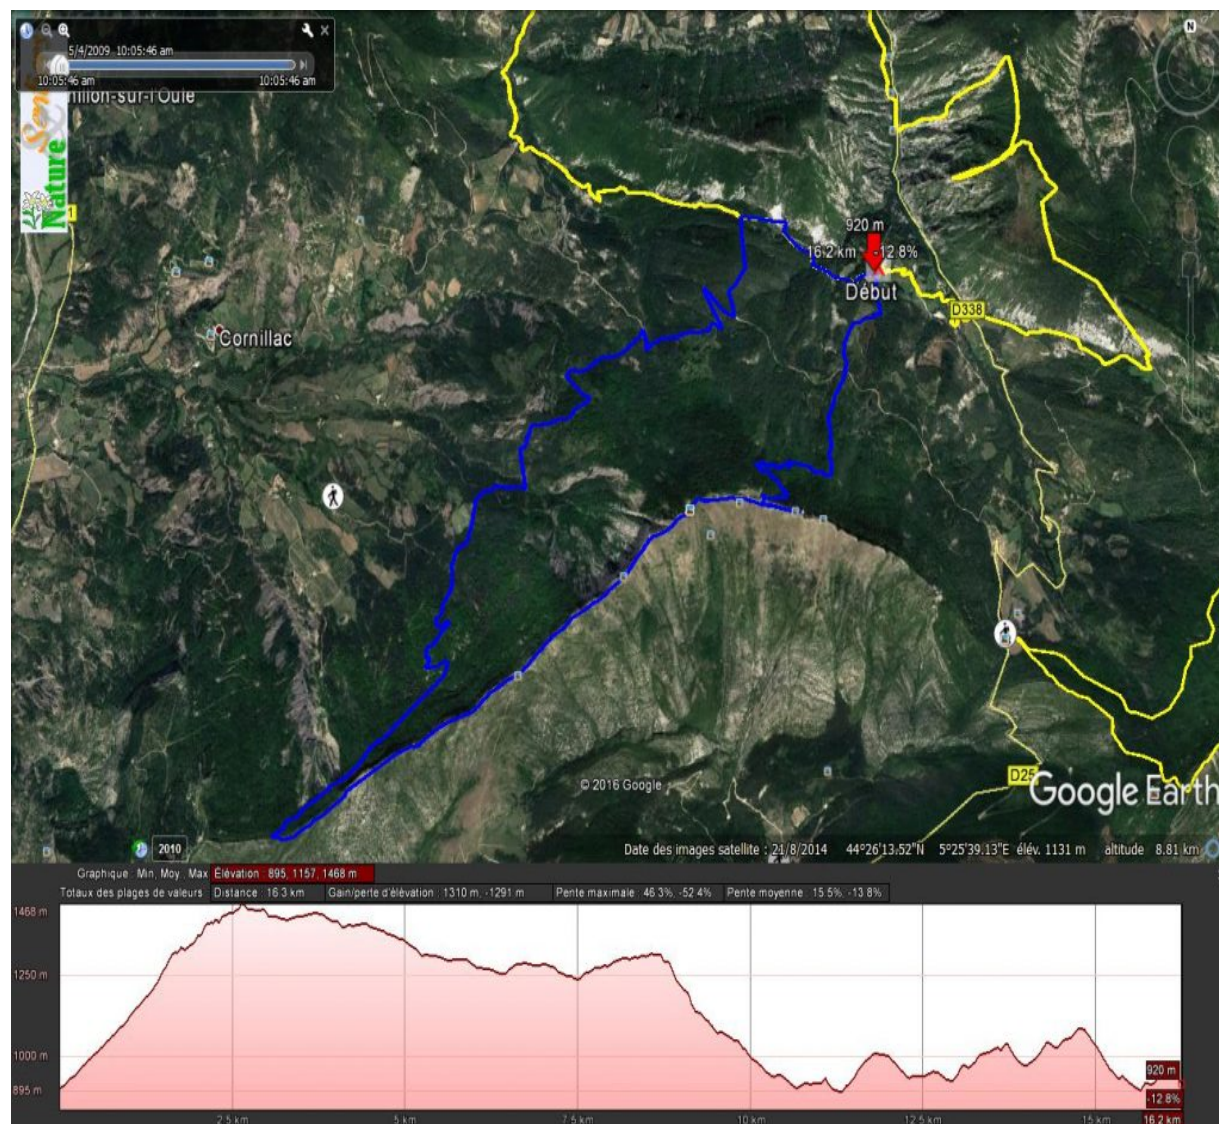 5/4/2009 10:05:46 am
10:05:46 am 10:05:46 am
Nature
920 m
16.2 km -12.8%
Début
D338
Cornillac
1
© 2016 Google
D25
Google Earth
2010
Date des images satellite : 21/8/2014 44°26'13.52"N 5°25'39.13"E élév. 1131 m altitude 8.81 km
Graphique : Min, Moy, Max Élévation : 895, 1157, 1468 m
Totaux des plages de valeurs : Distance : 16.3 km Gain/perte d'élévation : 1310 m, -1291 m Pente maximale : 46.3%, -52.4% Pente moyenne : 15.5%, -13.8%
1468 m
1250 m
1000 m
895 m
920 m
-12.8%
2.5 km 5 km 7.5 km 10 km 12.5 km 15 km 16.2 km
N